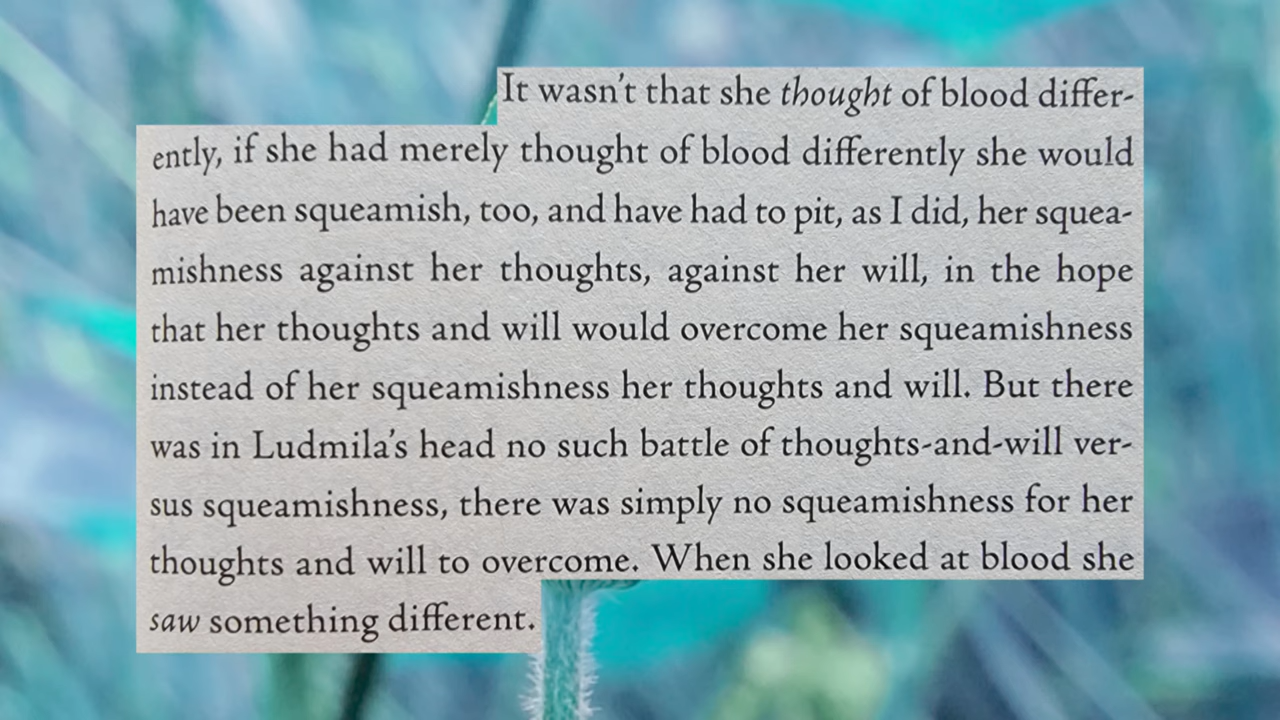 It wasn't that she thought of blood differ-
ently, if she had merely thought of blood differently she would
have been squeamish, too, and have had to pit, as I did, her squea-
mishness against her thoughts, against her will, in the hope
that her thoughts and will would overcome her squeamishness
instead of her squeamishness her thoughts and will. But there
was in Ludmila's head no such battle of thoughts-and-will ver-
sus squeamishness, there was simply no squeamishness for her
thoughts and will to overcome. When she looked at blood she
saw something different.